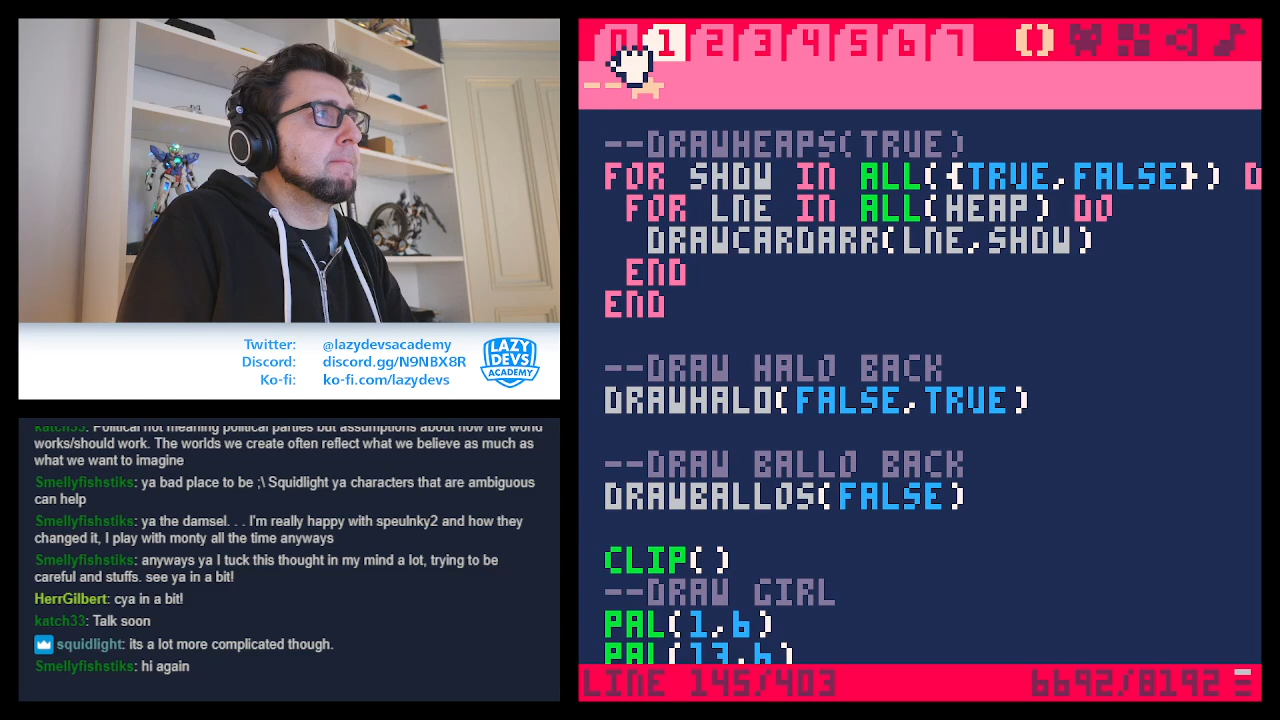 Twitter: @lazydevsacademy
Discord: discord.gg/N9NBX8R
Ko-fi: ko-fi.com/lazydevs
LAZY
DEVS
ACADEMY
katch33: Political not meaning political parties but assumptions about how the world
works/should work. The worlds we create often reflect what we believe as much as
what we want to imagine
Smellyfishstiks: ya bad place to be ;\ Squidlight ya characters that are ambiguous
can help
Smellyfishstiks: ya the damsel. . . I'm really happy with speulnky2 and how they
changed it, I play with monty all the time anyways
Smellyfishstiks: anyways ya I tuck this thought in my mind a lot, trying to be
careful and stuffs. see ya in a bit!
HerrGilbert: cya in a bit!
katch33: Talk soon
squidlight: its a lot more complicated though.
Smellyfishstiks: hi again
1 2 3 4 5 6 7
--DRAWHEAPS(TRUE)
FOR SHOW IN ALL({TRUE,FALSE}) D
FOR LNE IN ALL(HEAP) DO
DRAWCARDARR(LNE,SHOW)
END
END
--DRAW HALO BACK
DRAWHALO(FALSE,TRUE)
--DRAW BALLO BACK
DRAWBALLOS(FALSE)
CLIP()
--DRAW GIRL
PAL(1,6)
PAL(13,6)
LINE 145/403
6692/8192